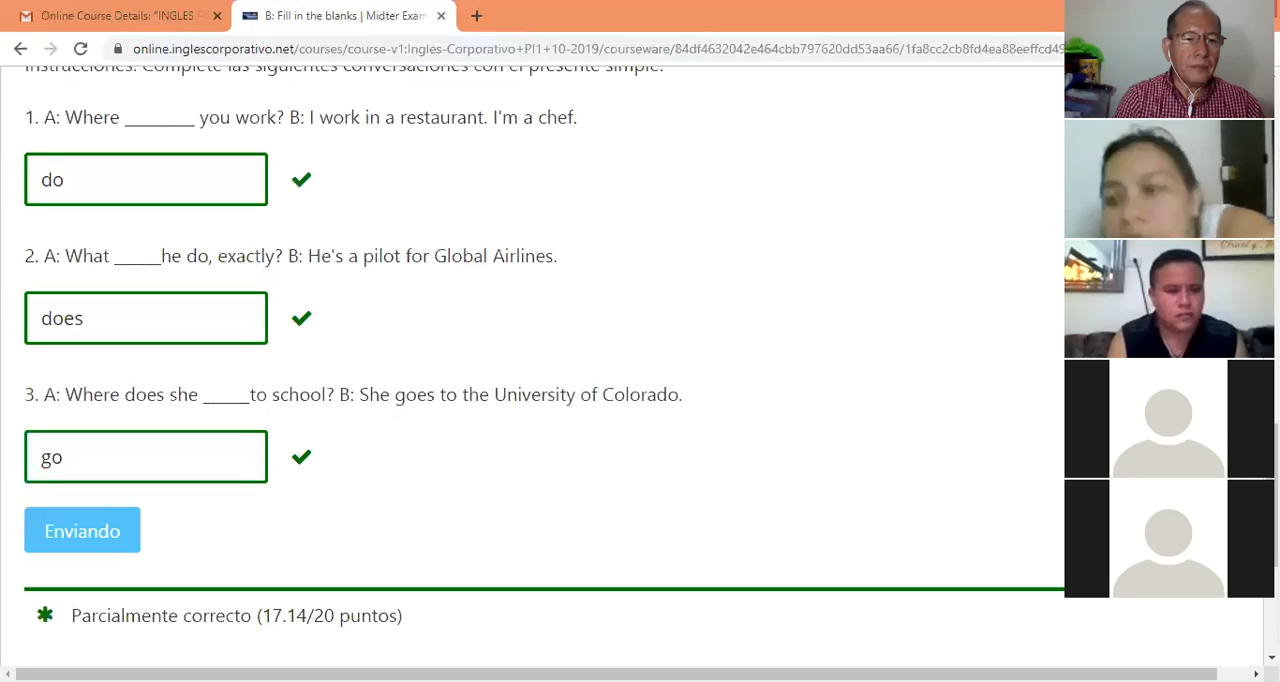 Online Course Details: "INGLES
B: Fill in the blanks | Midter Exam
online.inglescorporativo.net/courses/course-v1:Ingles-Corporativo+PI1+10-2019/courseware/84df4632042e464cbb797620dd53aa66/1fa8cc2cb8fd4ea88eeffcd49
Instrucciones: Complete las siguientes conversaciones con el presente simple.
1. A: Where ________ you work? B: I work in a restaurant. I'm a chef.
do
2. A: What _____he do, exactly? B: He's a pilot for Global Airlines.
does
3. A: Where does she _____to school? B: She goes to the University of Colorado.
go
Enviando
Parcialmente correcto (17.14/20 puntos)